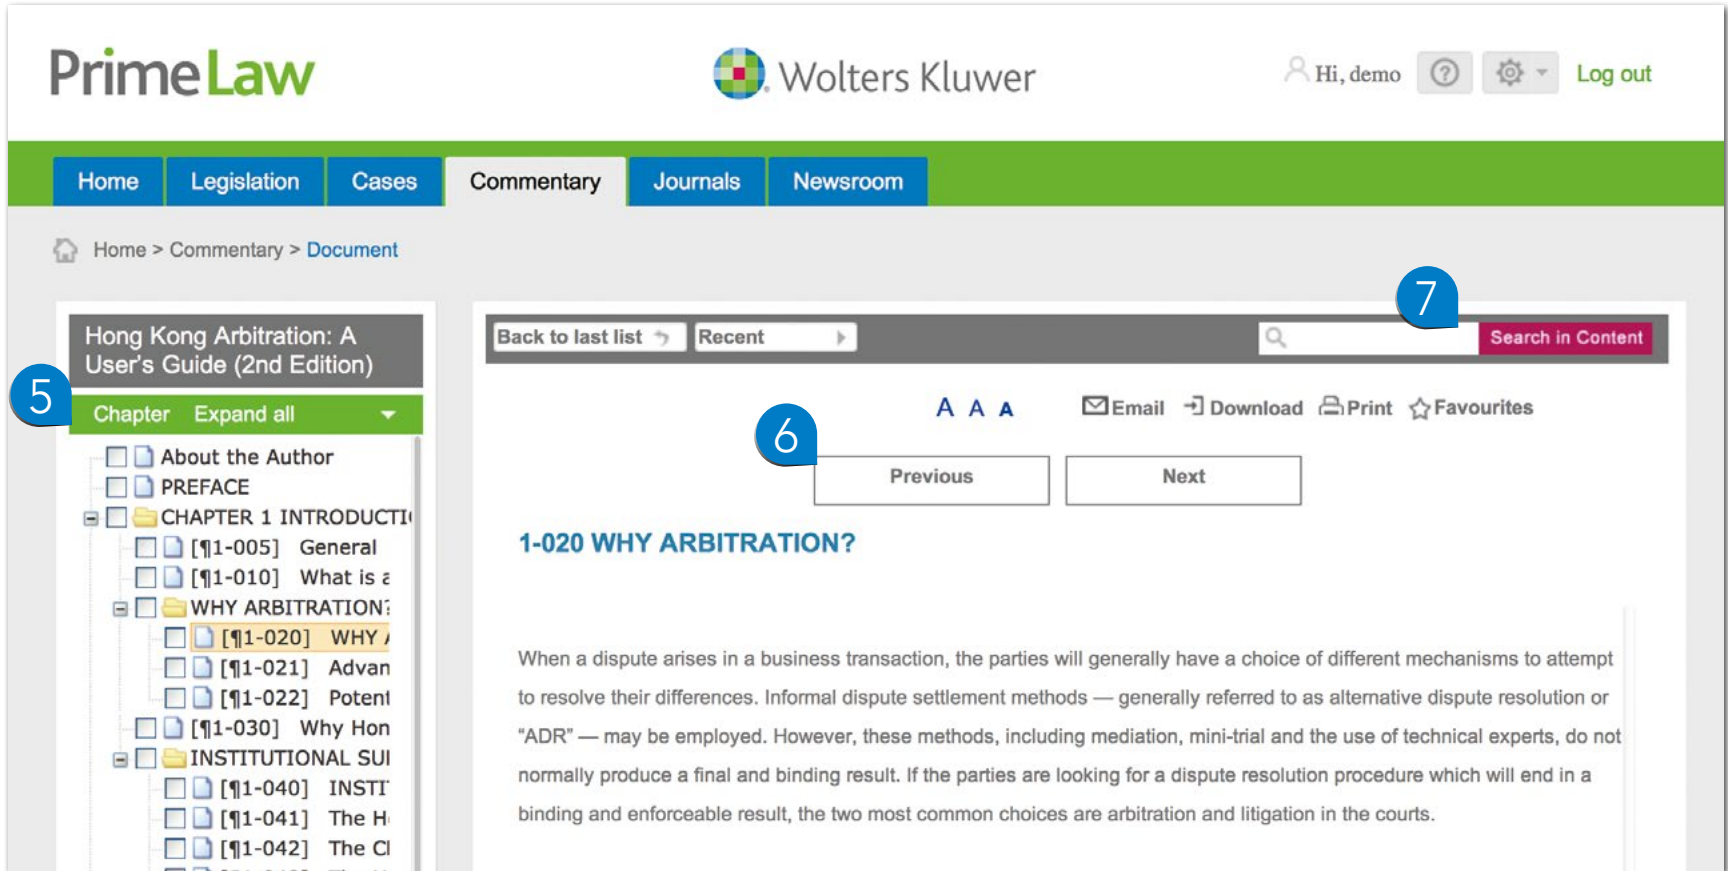 PrimeLaw
Wolters Kluwer
Hi, demo
Log out
Home Legislation Cases Commentary Journals Newsroom
Home > Commentary > Document
7
Hong Kong Arbitration: A
User's Guide (2nd Edition)
Back to last list Recent
Search in Content
5
Chapter Expand all
A A A Email Download Print Favourites
6
Previous Next
About the Author
PREFACE
CHAPTER 1 INTRODUCTI
[¶1-005] General
[¶1-010] What is a
WHY ARBITRATION?
[¶1-020] WHY A
[¶1-021] Advan
[¶1-022] Potent
[¶1-030] Why Hon
INSTITUTIONAL SU
[¶1-040] INSTI
[¶1-041] The H
[¶1-042] The Cl
1-020 WHY ARBITRATION?
When a dispute arises in a business transaction, the parties will generally have a choice of different mechanisms to attempt
to resolve their differences. Informal dispute settlement methods — generally referred to as alternative dispute resolution or
“ADR” — may be employed. However, these methods, including mediation, mini-trial and the use of technical experts, do not
normally produce a final and binding result. If the parties are looking for a dispute resolution procedure which will end in a
binding and enforceable result, the two most common choices are arbitration and litigation in the courts.